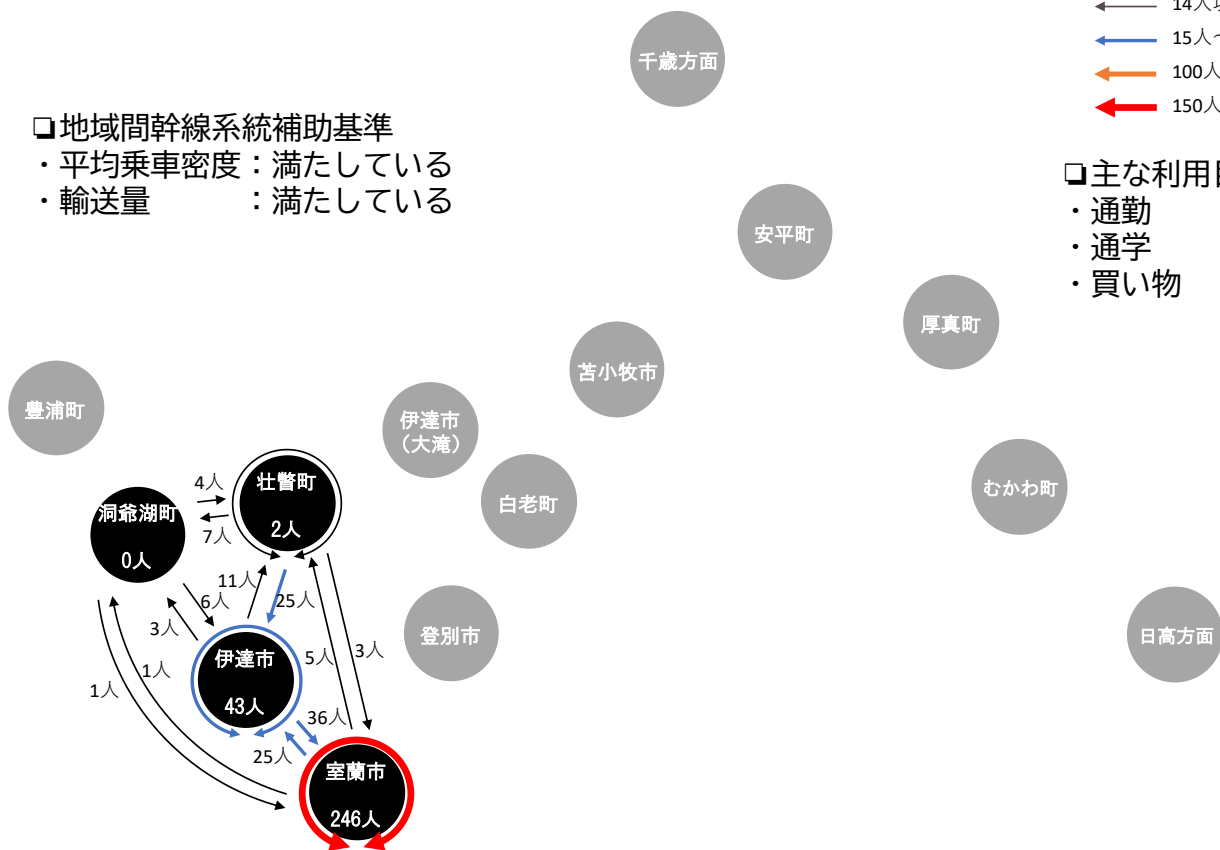 14人
15人～
100人
150人
千歳方面
❏地域間幹線系統補助基準
・平均乗車密度：満たしている
・輸送量　　　：満たしている
❏主な利用
・通勤
・通学
・買い物
安平町
厚真町
苫小牧市
豊浦町
伊達市
（大滝）
壮瞥町
2人
4人
7人
白老町
むかわ町
洞爺湖町
0人
11人
6人
25人
3人
登別市
日高方面
伊達市
43人
5人
3人
1人
1人
36人
25人
室蘭市
246人